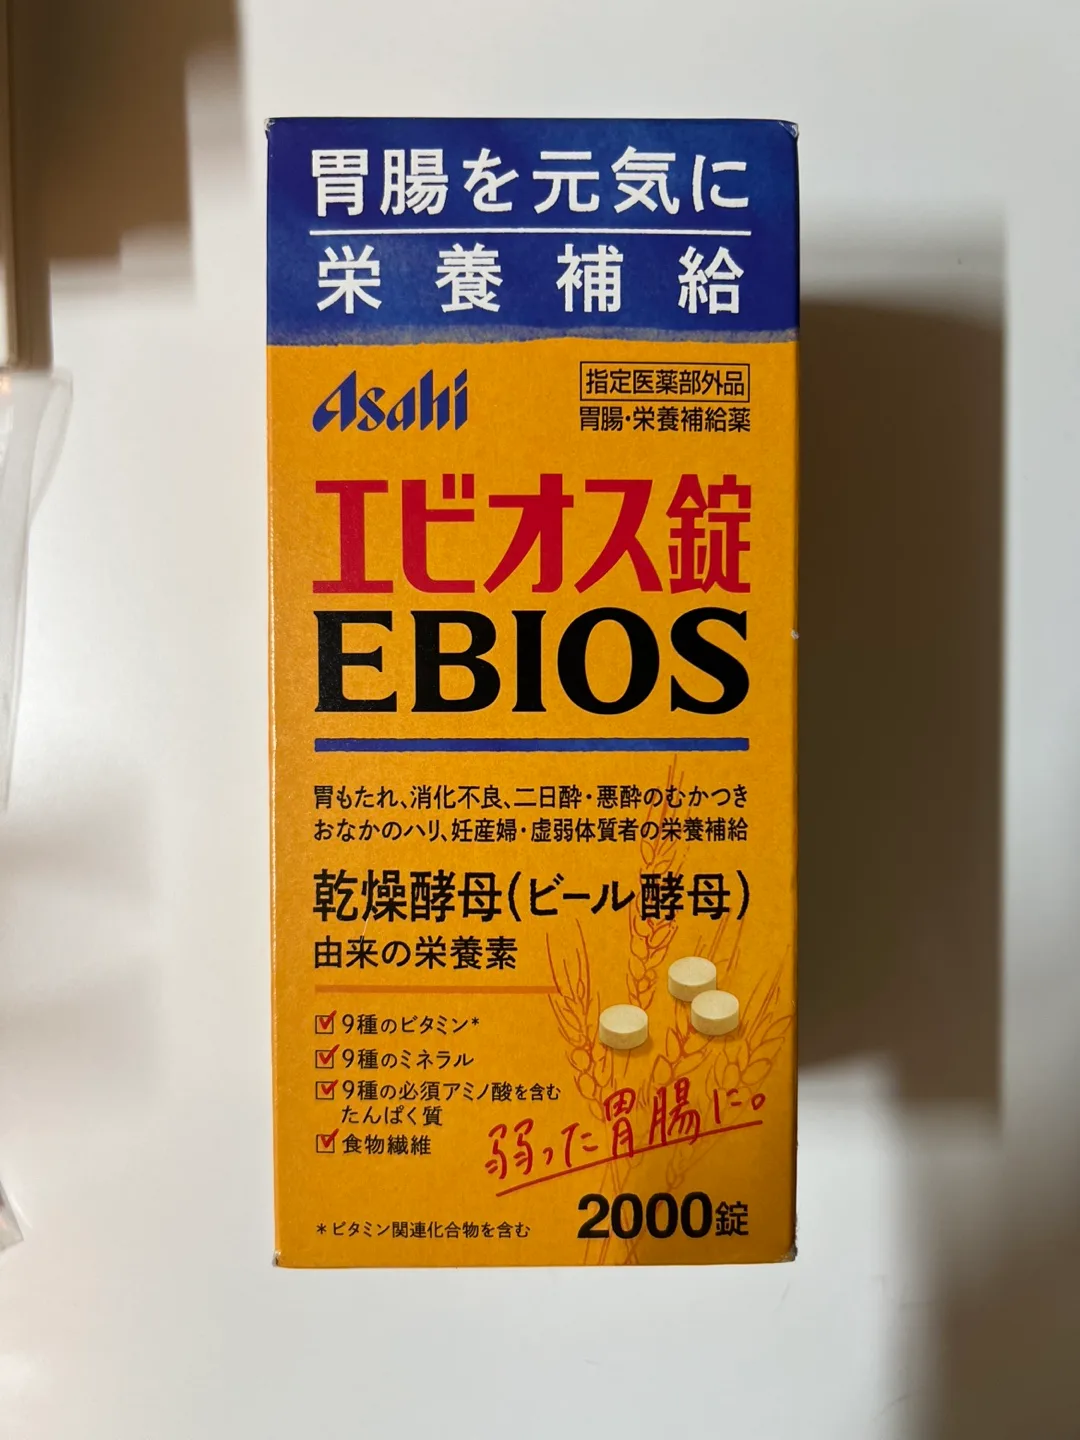 胃腸を元気に
栄養補給
Asahi
指定医薬部外品
胃腸・栄養補給薬
エビオス錠
EBIOS
胃もたれ、消化不良、二日酔・悪酔のむかつき
おなかのハリ、妊産婦・虚弱体質者の栄養補給
乾燥酵母(ビール酵母)
由来の栄養素
9種のビタミン*
9種のミネラル
9種の必須アミノ酸を含む
たんぱく質
食物繊維
弱った胃腸に。
*ビタミン関連化合物を含む
2000錠